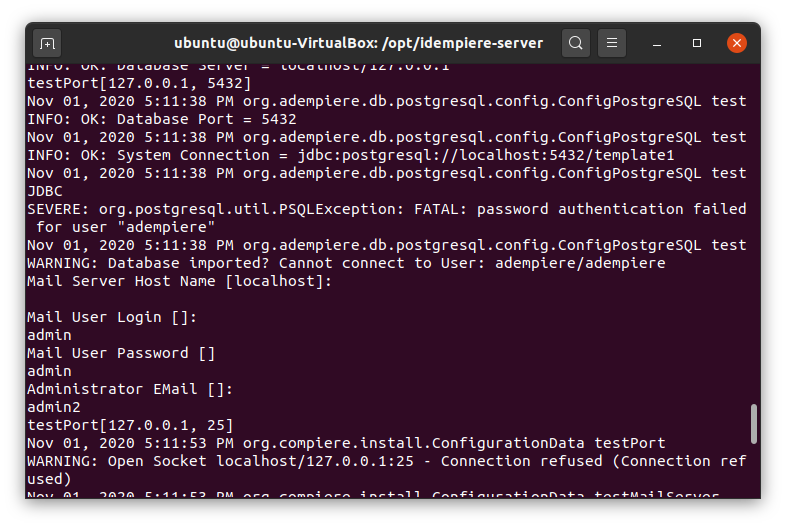 ubuntu@ubuntu-VirtualBox: /opt/idempiere-server
INFO: OK: Database Server = localhost/127.0.0.1
testPort[127.0.0.1, 5432]
Nov 01, 2020 5:11:38 PM org.adempiere.db.postgresql.config.ConfigPostgreSQL test
INFO: OK: Database Port = 5432
Nov 01, 2020 5:11:38 PM org.adempiere.db.postgresql.config.ConfigPostgreSQL test
INFO: OK: System Connection = jdbc:postgresql://localhost:5432/template1
Nov 01, 2020 5:11:38 PM org.adempiere.db.postgresql.config.ConfigPostgreSQL test
JDBC
SEVERE: org.postgresql.util.PSQLException: FATAL: password authentication failed
for user "adempiere"
Nov 01, 2020 5:11:38 PM org.adempiere.db.postgresql.config.ConfigPostgreSQL test
WARNING: Database imported? Cannot connect to User: adempiere/adempiere
Mail Server Host Name [localhost]:
Mail User Login []:
admin
Mail User Password []
admin
Administrator EMail []:
admin2
testPort[127.0.0.1, 25]
Nov 01, 2020 5:11:53 PM org.compiere.install.ConfigurationData testPort
WARNING: Open Socket localhost/127.0.0.1:25 - Connection refused (Connection ref
used)
Nov 01, 2020 5:11:53 PM org.compiere.install.ConfigurationData testMailServer